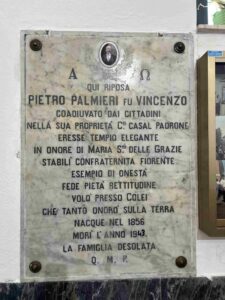 Α Ω
QUI RIPOSA
PIETRO PALMIERI FU VINCENZO
COADIUVATO DAI CITTADINI
NELLA SUA PROPRIETÀ C° CASAL PADRONE
ERESSE TEMPIO ELEGANTE
IN ONORE DI MARIA SS DELLE GRAZIE
STABILÌ CONFRATERNITA FIORENTE
ESEMPIO DI ONESTÀ
FEDE PIETÀ RETTITUDINE
VOLÒ PRESSO COLEI
CHE TANTO ONORÒ SULLA TERRA
NACQUE NEL 1856
MORÌ L'ANNO 1943
LA FAMIGLIA DESOLATA
Q. M. P.